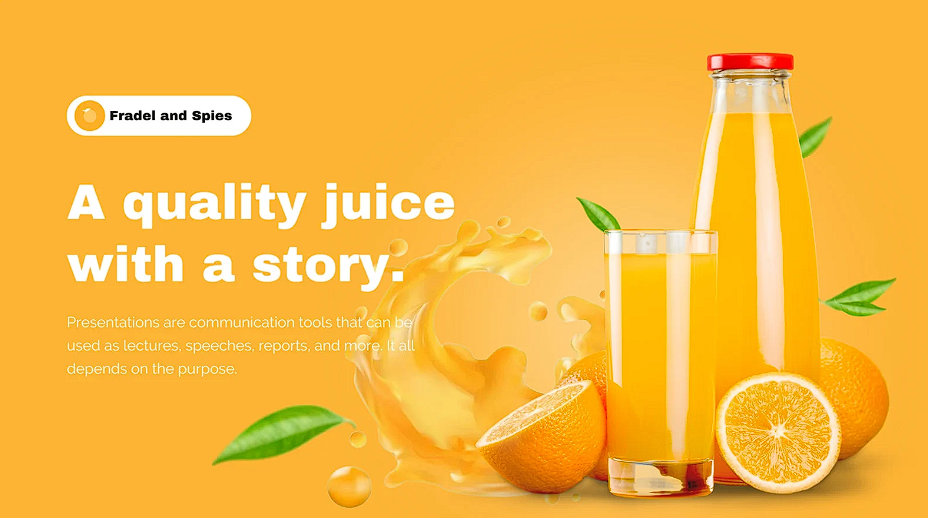 Fradel and Spies
A quality juice
with a story.
Presentations are communication tools that can be
used as lectures, speeches, reports, and more. It all
depends on the purpose.